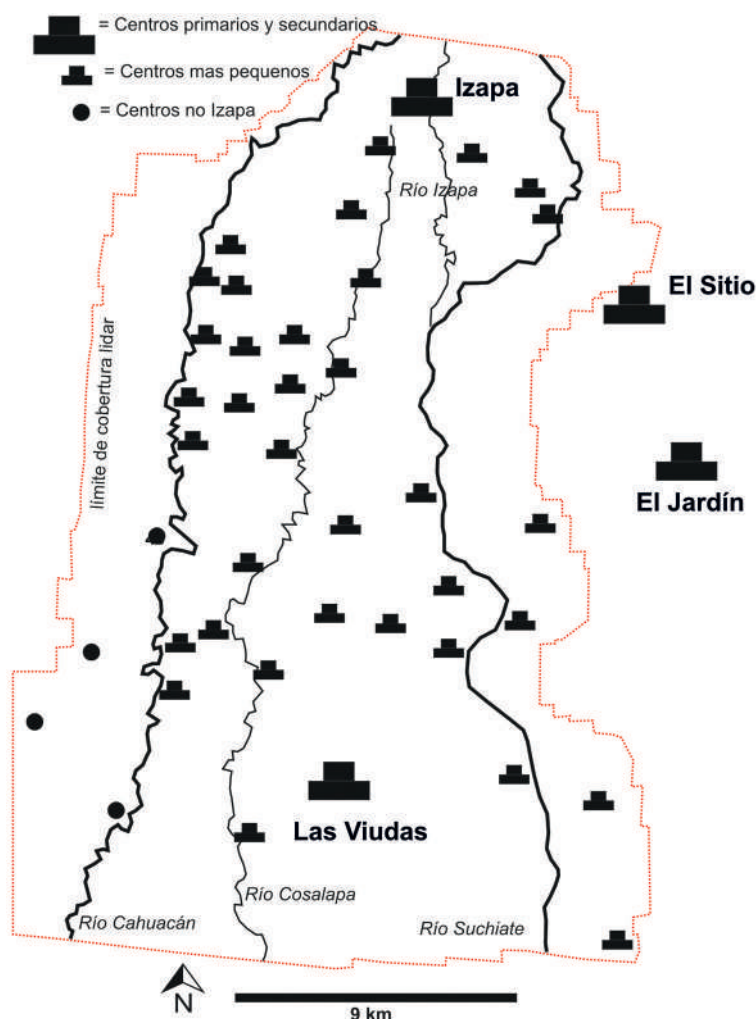 = Centros primarios y secundarios
= Centros mas pequenos
= Centros no Izapa
Izapa
Río Izapa
El Sitio
límite de cobertura lidar
El Jardín
Las Viudas
Río Cosalapa
Río Cahuacán
Río Suchiate
N
9 km